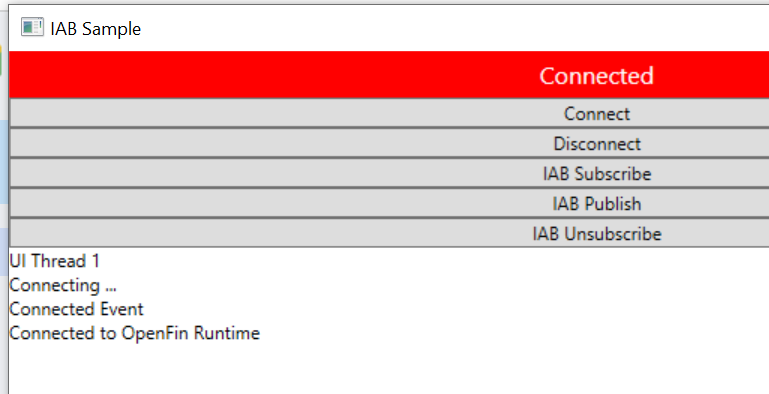 IAB Sample
Connected
Connect
Disconnect
IAB Subscribe
IAB Publish
IAB Unsubscribe
UI Thread 1
Connecting ...
Connected Event
Connected to OpenFin Runtime